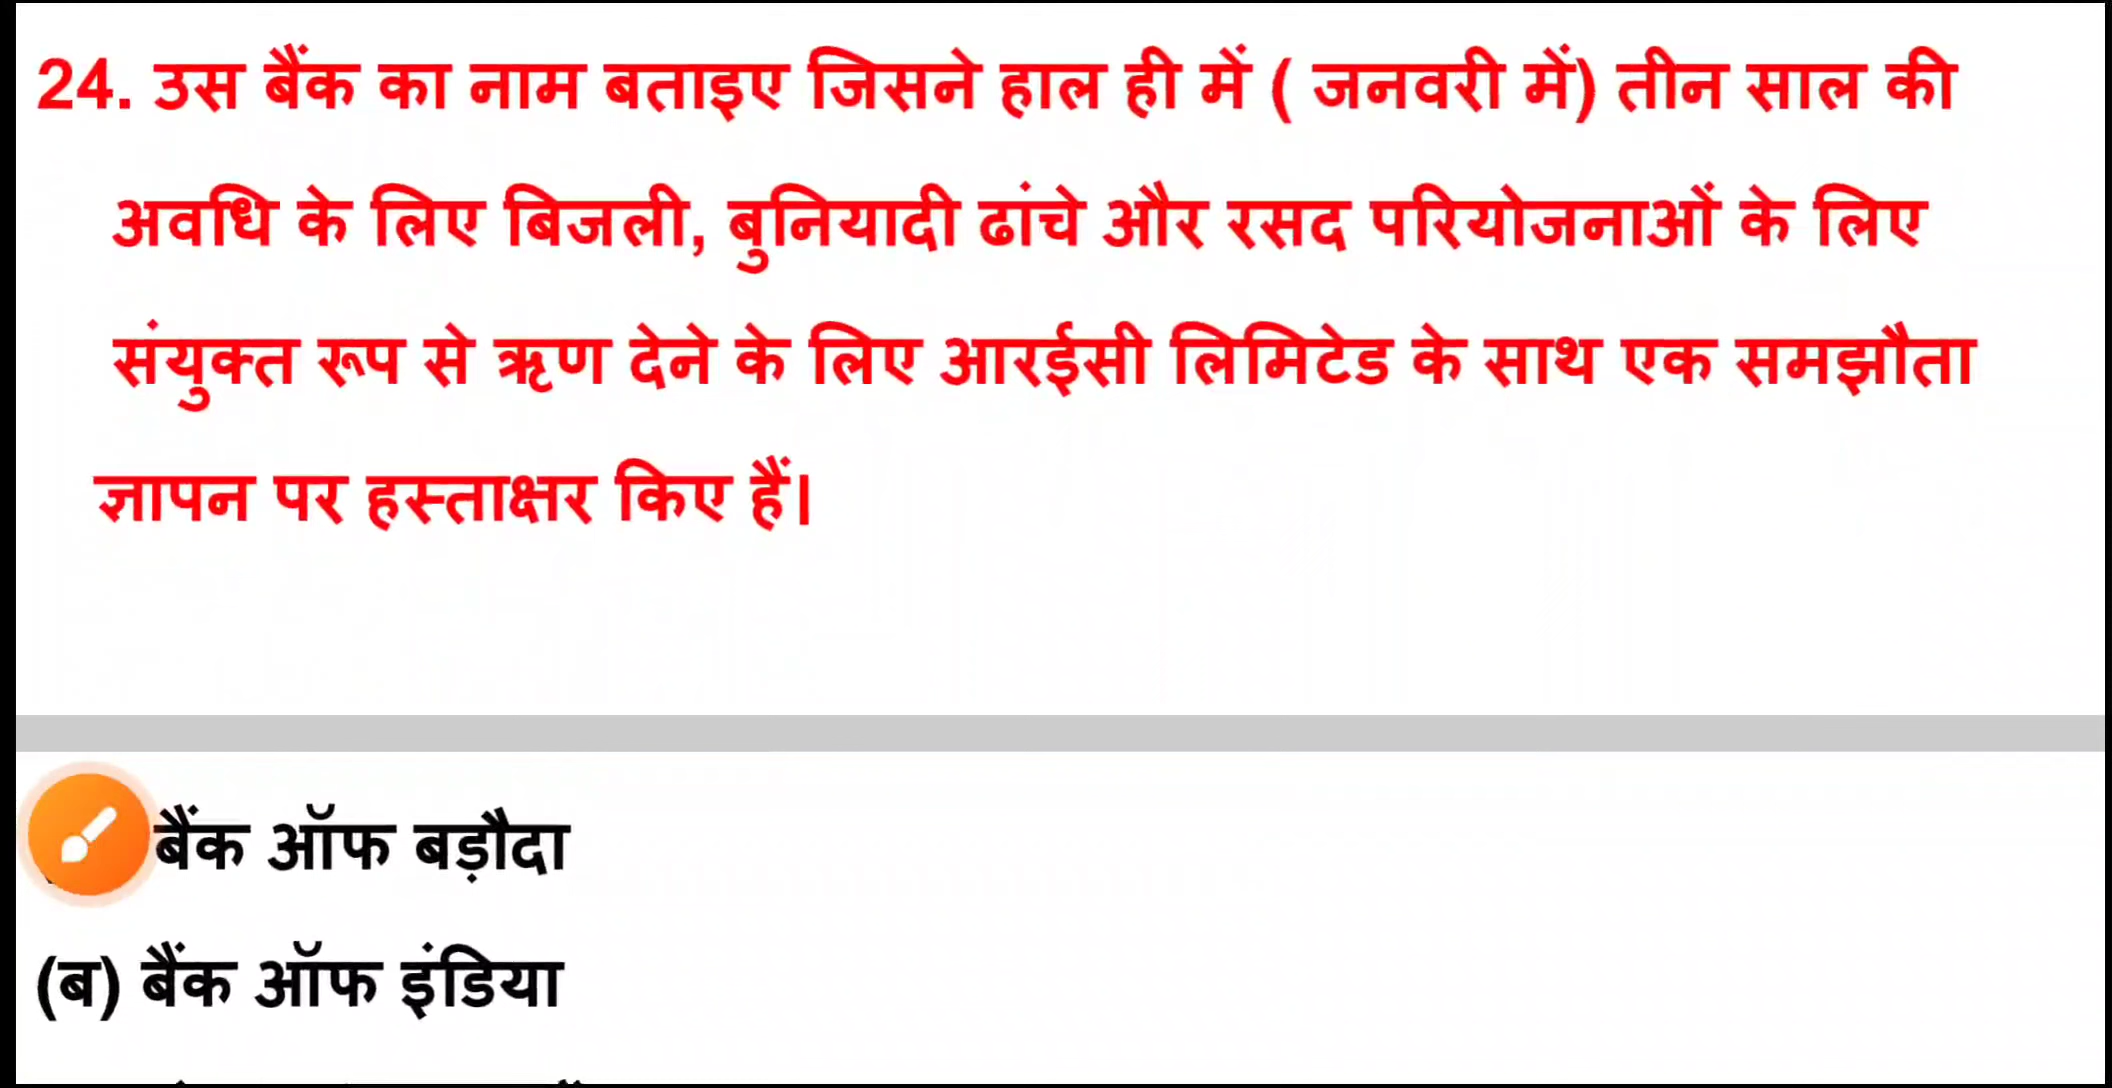 24. उस बैंक का नाम बताइए जिसने हाल ही में ( जनवरी में) तीन साल की
अवधि के लिए बिजली, बुनियादी ढांचे और रसद परियोजनाओं के लिए
संयुक्त रूप से ऋण देने के लिए आरईसी लिमिटेड के साथ एक समझौता
ज्ञापन पर हस्ताक्षर किए हैं।
बैंक ऑफ बड़ौदा
(ब) बैंक ऑफ इंडिया